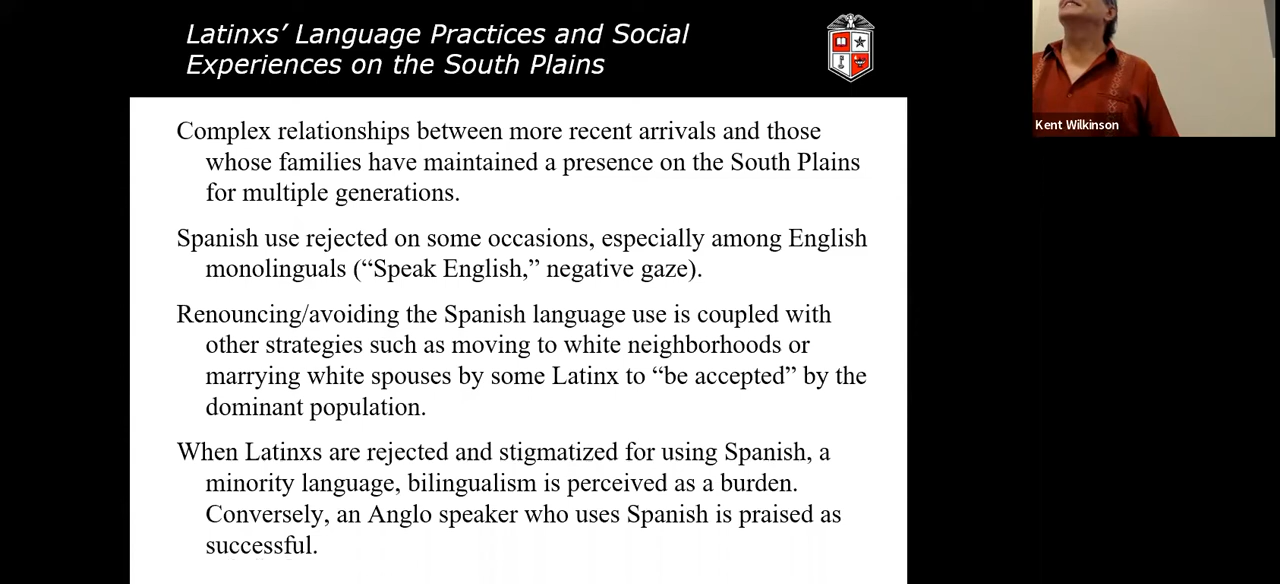 Latinxs’ Language Practices and Social
Experiences on the South Plains
Kent Wilkinson
Complex relationships between more recent arrivals and those
whose families have maintained a presence on the South Plains
for multiple generations.
Spanish use rejected on some occasions, especially among English
monolinguals (“Speak English,” negative gaze).
Renouncing/avoiding the Spanish language use is coupled with
other strategies such as moving to white neighborhoods or
marrying white spouses by some Latinx to “be accepted” by the
dominant population.
When Latinxs are rejected and stigmatized for using Spanish, a
minority language, bilingualism is perceived as a burden.
Conversely, an Anglo speaker who uses Spanish is praised as
successful.